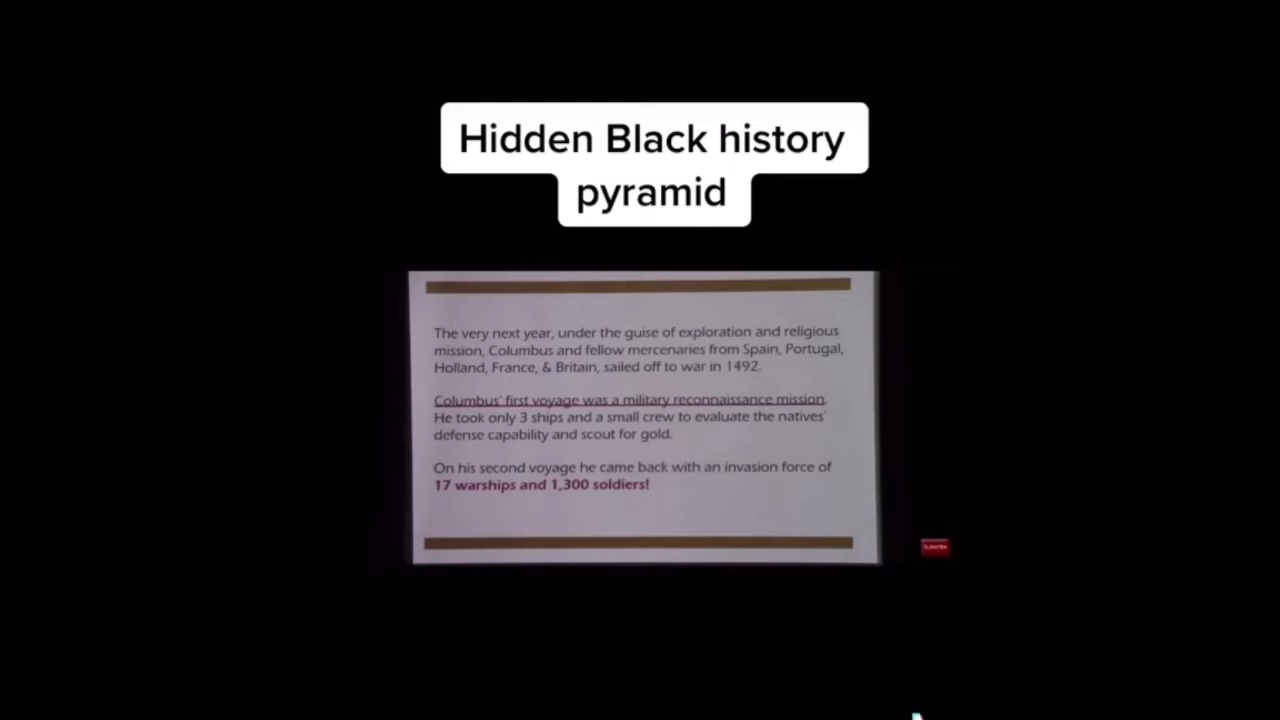 Hidden Black history
pyramid
The very next year, under the guise of exploration and religious
mission, Columbus and fellow mercenaries from Spain, Portugal,
Holland, France, & Britain, sailed off to war in 1492.
Columbus' first voyage was a military reconnaissance mission.
He took only 3 ships and a small crew to evaluate the natives'
defense capability and scout for gold.
On his second voyage he came back with an invasion force of
17 warships and 1,300 soldiers!
Subscribe